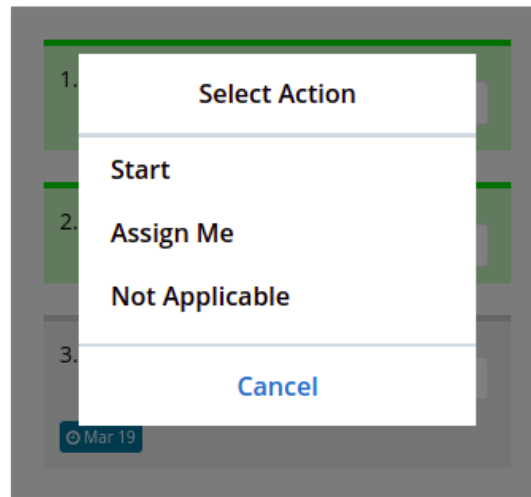 1.
Select Action
Start
2.
Assign Me
Not Applicable
3.
Cancel
Mar 19